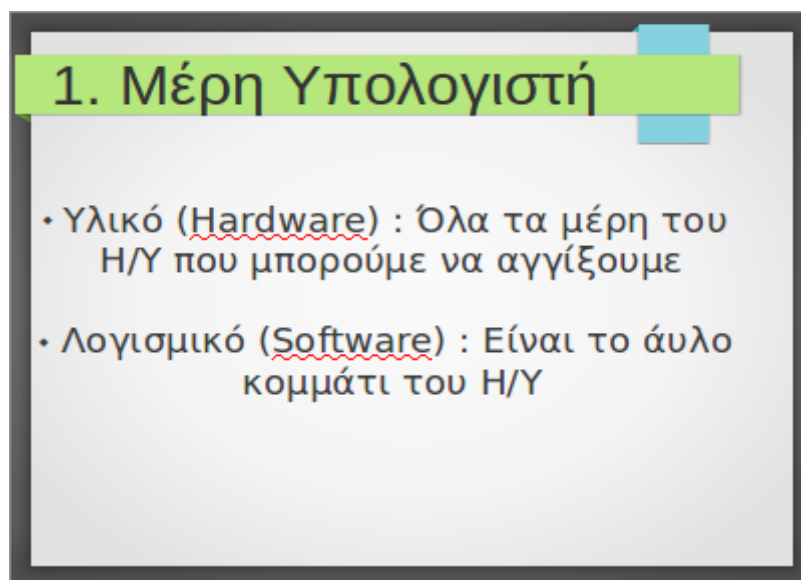 1. Μέρη Υπολογιστή
• Υλικό (Hardware) : Όλα τα μέρη του
Η/Υ που μπορούμε να αγγίξουμε
• Λογισμικό (Software) : Είναι το άυλο
κομμάτι του Η/Υ